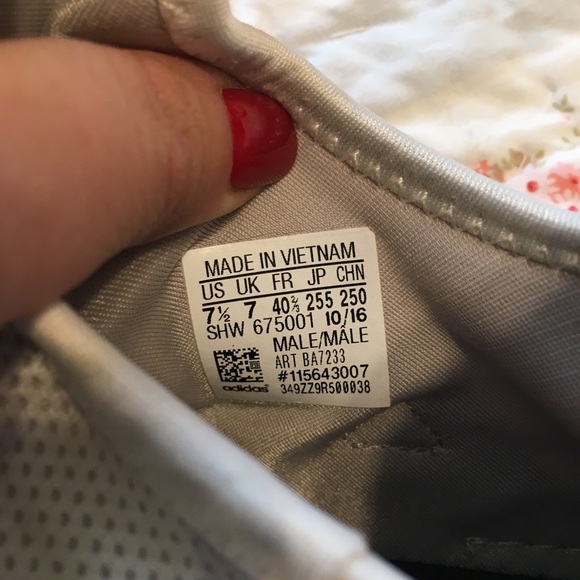 MADE IN VIETNAM
US UK FR JP CHN
7½ 7 40⅔ 255 250
SHW 675001 10/16
MALE/MÂLE
ART BA7233
#115643007
adidas 349ZZ9R500038